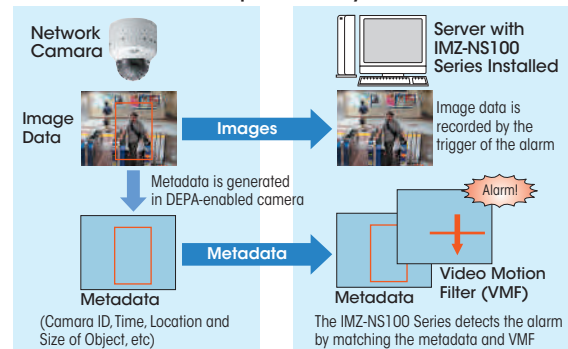 Network
Camara
Server with
IMZ-NS100
Series Installed
Image
Data
Images
Image data is
recorded by the
trigger of the alarm
Metadata is generated
in DEPA-enabled camera
Alarm!
Metadata
Metadata
Metadata
Video Motion
Filter (VMF)
(Camera ID, Time, Location and
Size of Object, etc)
The IMZ-NS100 Series detects the alarm
by matching the metadata and VMF